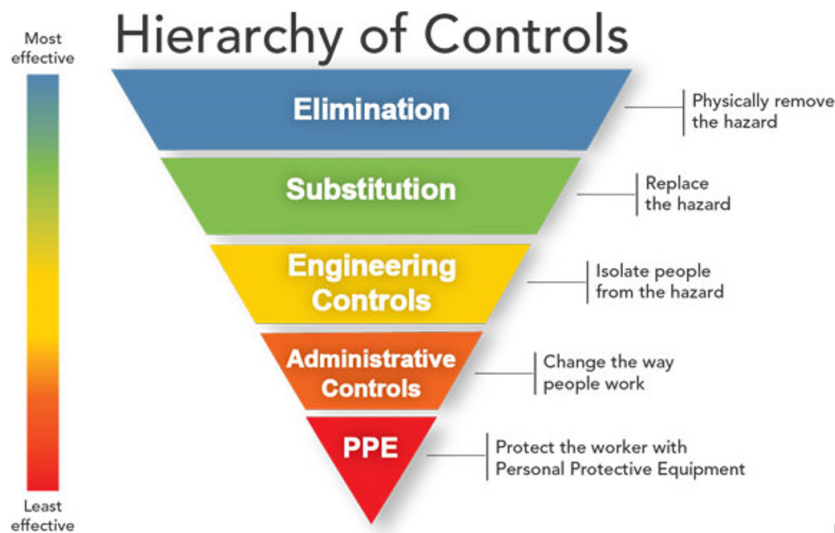 Hierarchy of Controls
Most
effective
Elimination
Physically remove
the hazard
Substitution
Replace
the hazard
Engineering
Controls
Isolate people
from the hazard
Administrative
Controls
Change the way
people work
PPE
Protect the worker with
Personal Protective Equipment
Least
effective